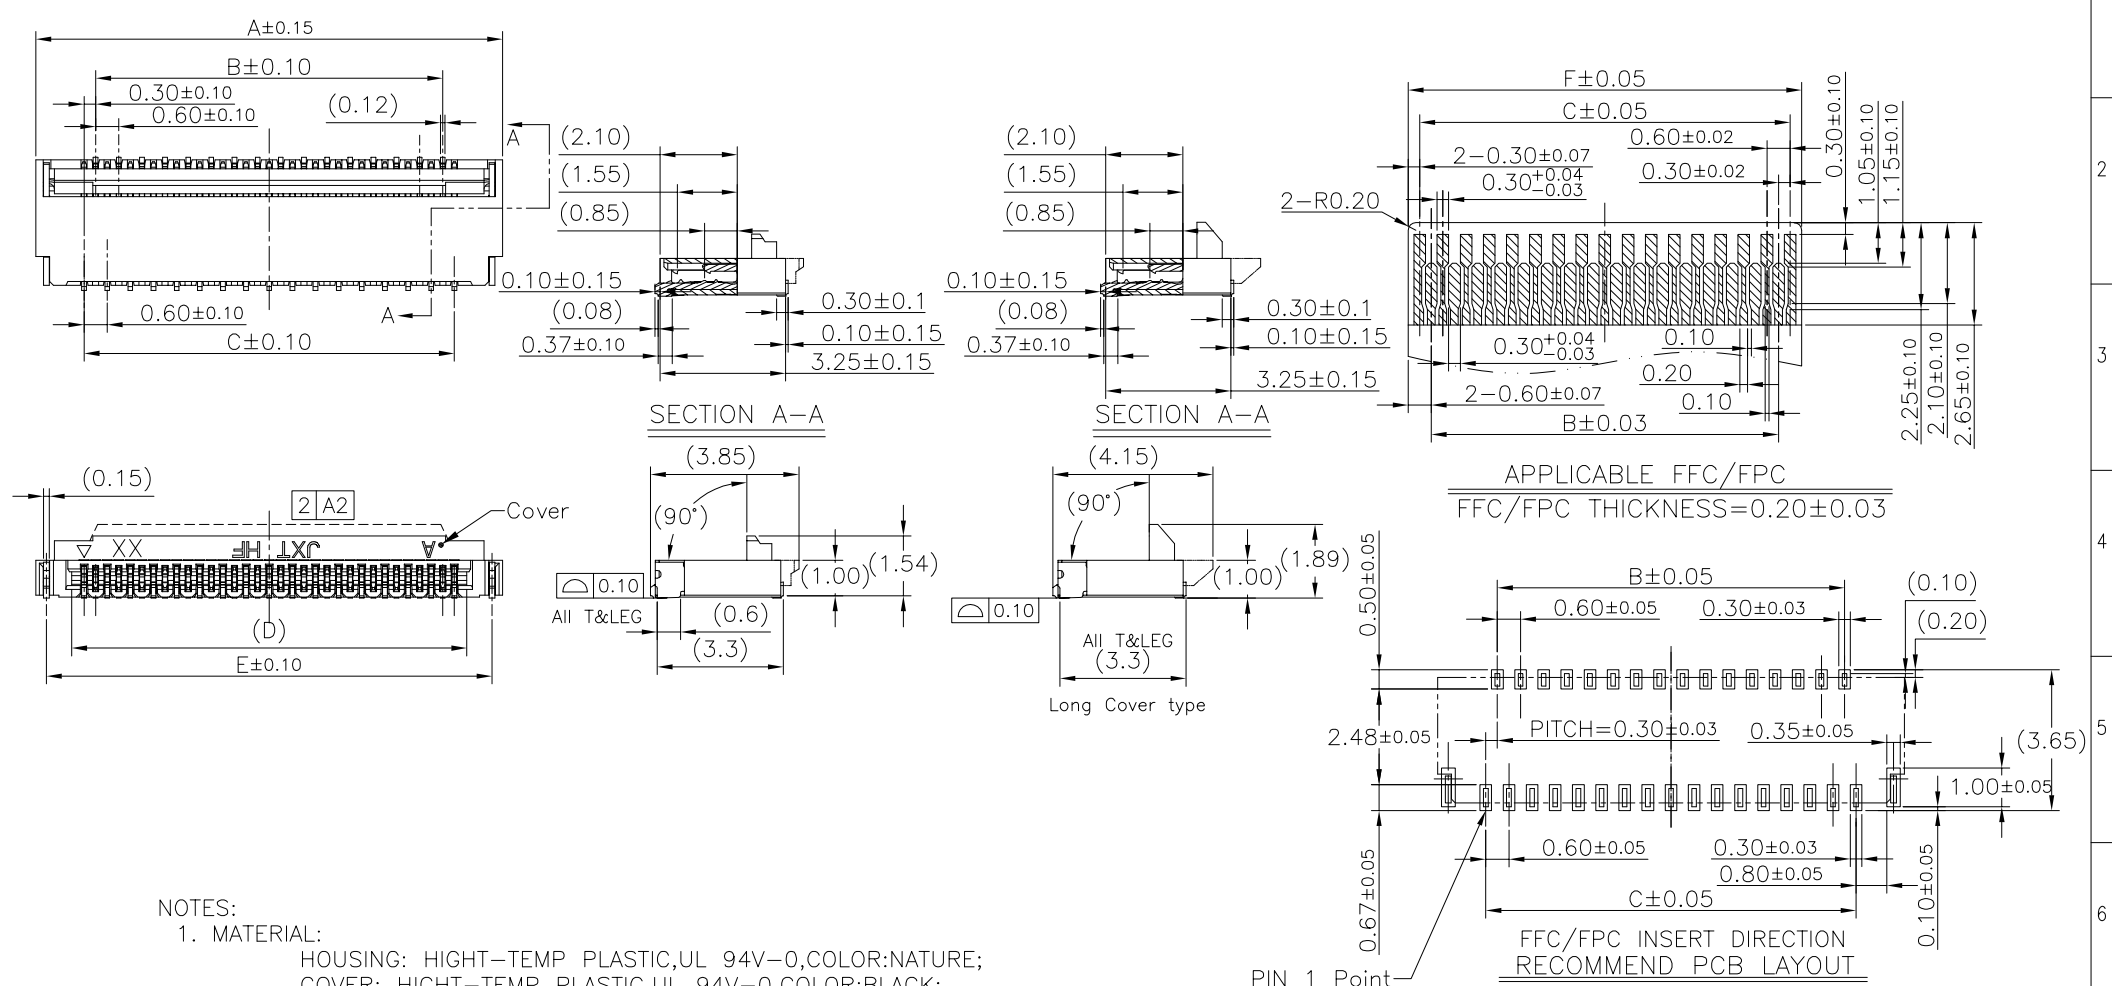 A±0.15
B±0.10
0.30±0.10
(0.12)
0.60±0.10
A
0.60±0.10
A
C±0.10
(2.10)
(1.55)
(0.85)
0.10±0.15
0.30±0.1
(0.08)
0.10±0.15
0.37±0.10
3.25±0.15
SECTION A-A
(2.10)
(1.55)
(0.85)
0.10±0.15
0.30±0.1
(0.08)
0.10±0.15
0.37±0.10
3.25±0.15
SECTION A-A
F±0.05
C±0.05
0.60±0.02
2-0.30±0.07
0.30±0.02
0.30+0.04-0.03
2-R0.20
0.30±0.10
1.05±0.10
1.15±0.10
0.30+0.04-0.03
0.10
0.20
2-0.60±0.07
0.10
B±0.03
2.25±0.10
2.10±0.10
2.65±0.10
APPLICABLE FFC/FPC
FFC/FPC THICKNESS=0.20±0.03
2
3
4
5
6
(0.15)
2 A2
Cover
XX
JXT HF
A
(D)
E±0.10
(3.85)
(90°)
(1.00)
(1.54)
0.10
All T&LEG
(0.6)
(3.3)
(4.15)
(90°)
(1.00)
(1.89)
0.10
All T&LEG
(3.3)
Long Cover type
0.50±0.05
B±0.05
(0.10)
0.60±0.05
0.30±0.03
(0.20)
2.48±0.05
PITCH=0.30±0.03
0.35±0.05
(3.65)
1.00±0.05
0.67±0.05
0.60±0.05
0.30±0.03
0.80±0.05
0.10±0.05
C±0.05
FFC/FPC INSERT DIRECTION
RECOMMEND PCB LAYOUT
PIN 1 Point
NOTES:
1. MATERIAL:
HOUSING: HIGHT-TEMP PLASTIC,UL 94V-0,COLOR:NATURE;
COVER: HIGHT-TEMP PLASTIC,UL 94V-0,COLOR:BLACK;